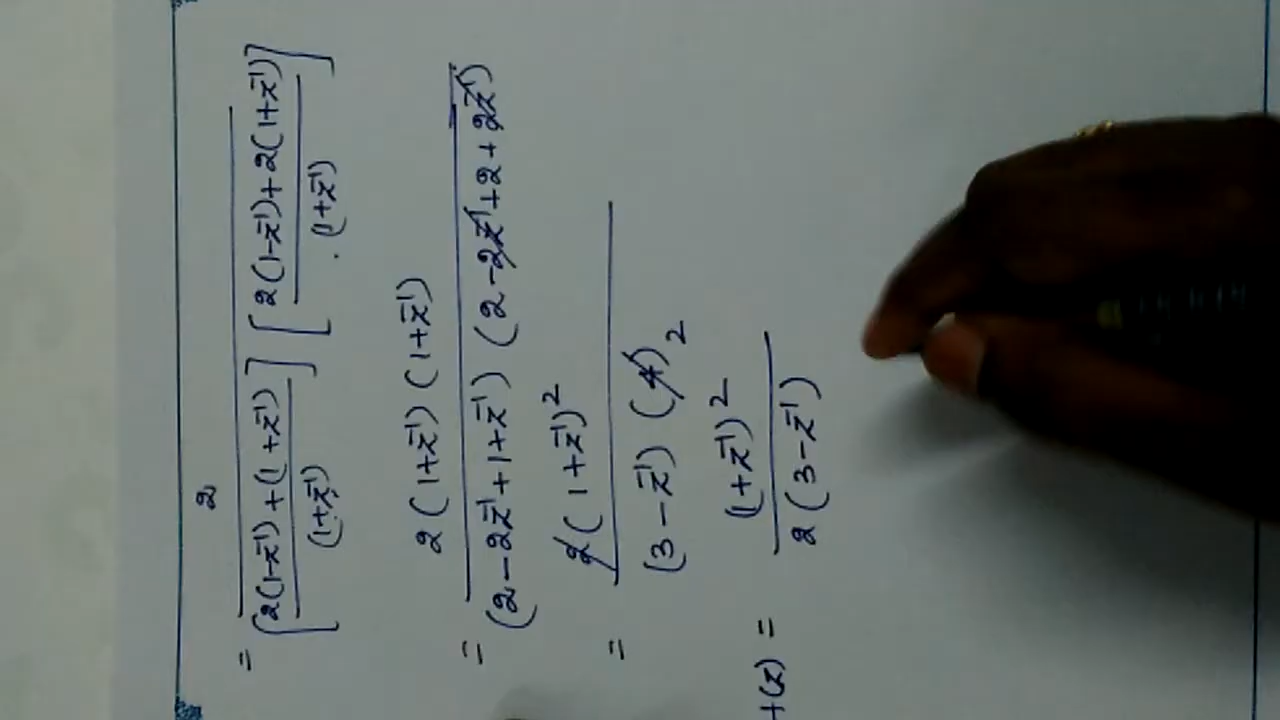 2
= [2(1-z⁻¹)+(1+z⁻¹)] [2(1-z⁻¹)+2(1+z⁻¹)]
(1+z⁻¹) . (1+z⁻¹)
2(1+z⁻¹)(1+z⁻¹)
= (2-2z⁻¹+1+z⁻¹)(2-2z⁻¹+2+2z⁻¹)
2(1+z⁻¹)²
= (3-z⁻¹)(4)2
(1+z⁻¹)²
H(z) = 2(3-z⁻¹)